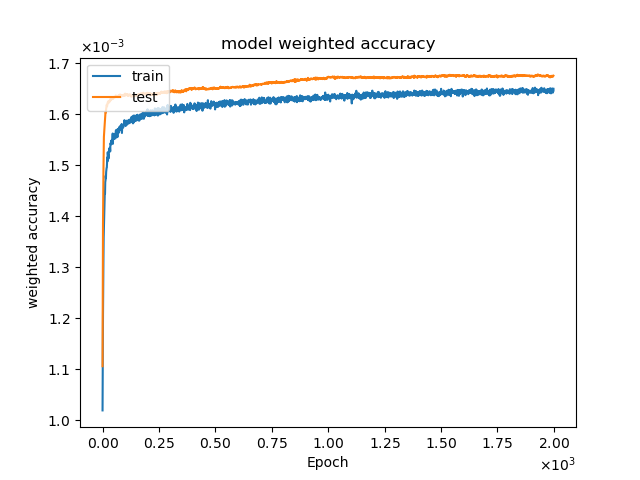 model weighted accuracy
×10⁻³
train
test
1.7
1.6
1.5
1.4
1.3
1.2
1.1
1.0
weighted accuracy
0.00 0.25 0.50 0.75 1.00 1.25 1.50 1.75 2.00
Epoch
×10³